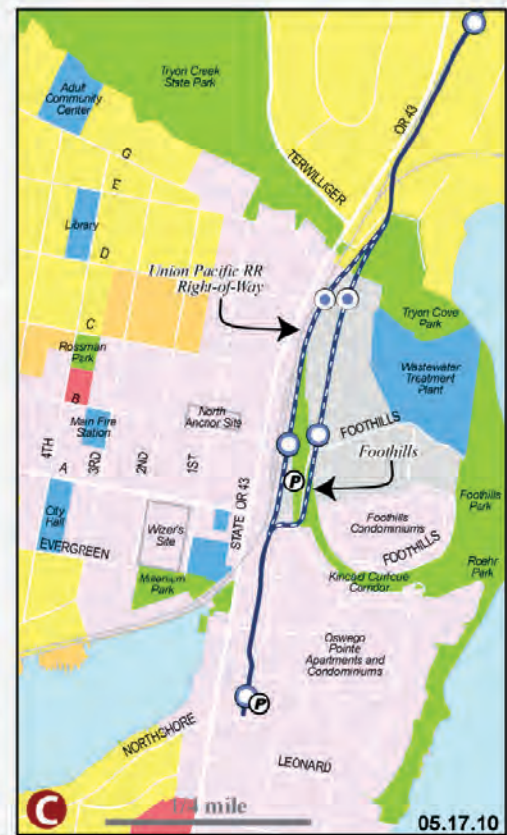 Tryon Creek
State Park
Adult
Community
Center
OR 43
TERWILLIGER
G
E
Library
D
Union Pacific RR
Right-of-Way
Tryon Cove
Park
C
Rossman
Park
Wastewater
Treatment
Plant
B
North
Anchor Site
Main Fire
Station
FOOTHILLS
Foothills
4TH
3RD
2ND
1ST
A
P
STATE OR 43
Foothills
Park
City
Hall
Wizer's
Site
Foothills
Condominiums
EVERGREEN
FOOTHILLS
Roehr
Park
Millenium
Park
Kincaid Curlicue
Corridor
Oswego
Pointe
Apartments and
Condominiums
P
NORTHSHORE
LEONARD
C
1/4 mile
05.17.10